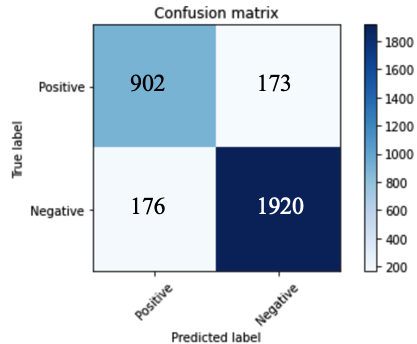 Confusion matrix
True label
Positive
902
173
Negative
176
1920
Positive
Negative
Predicted label
1800
1600
1400
1200
1000
800
600
400
200